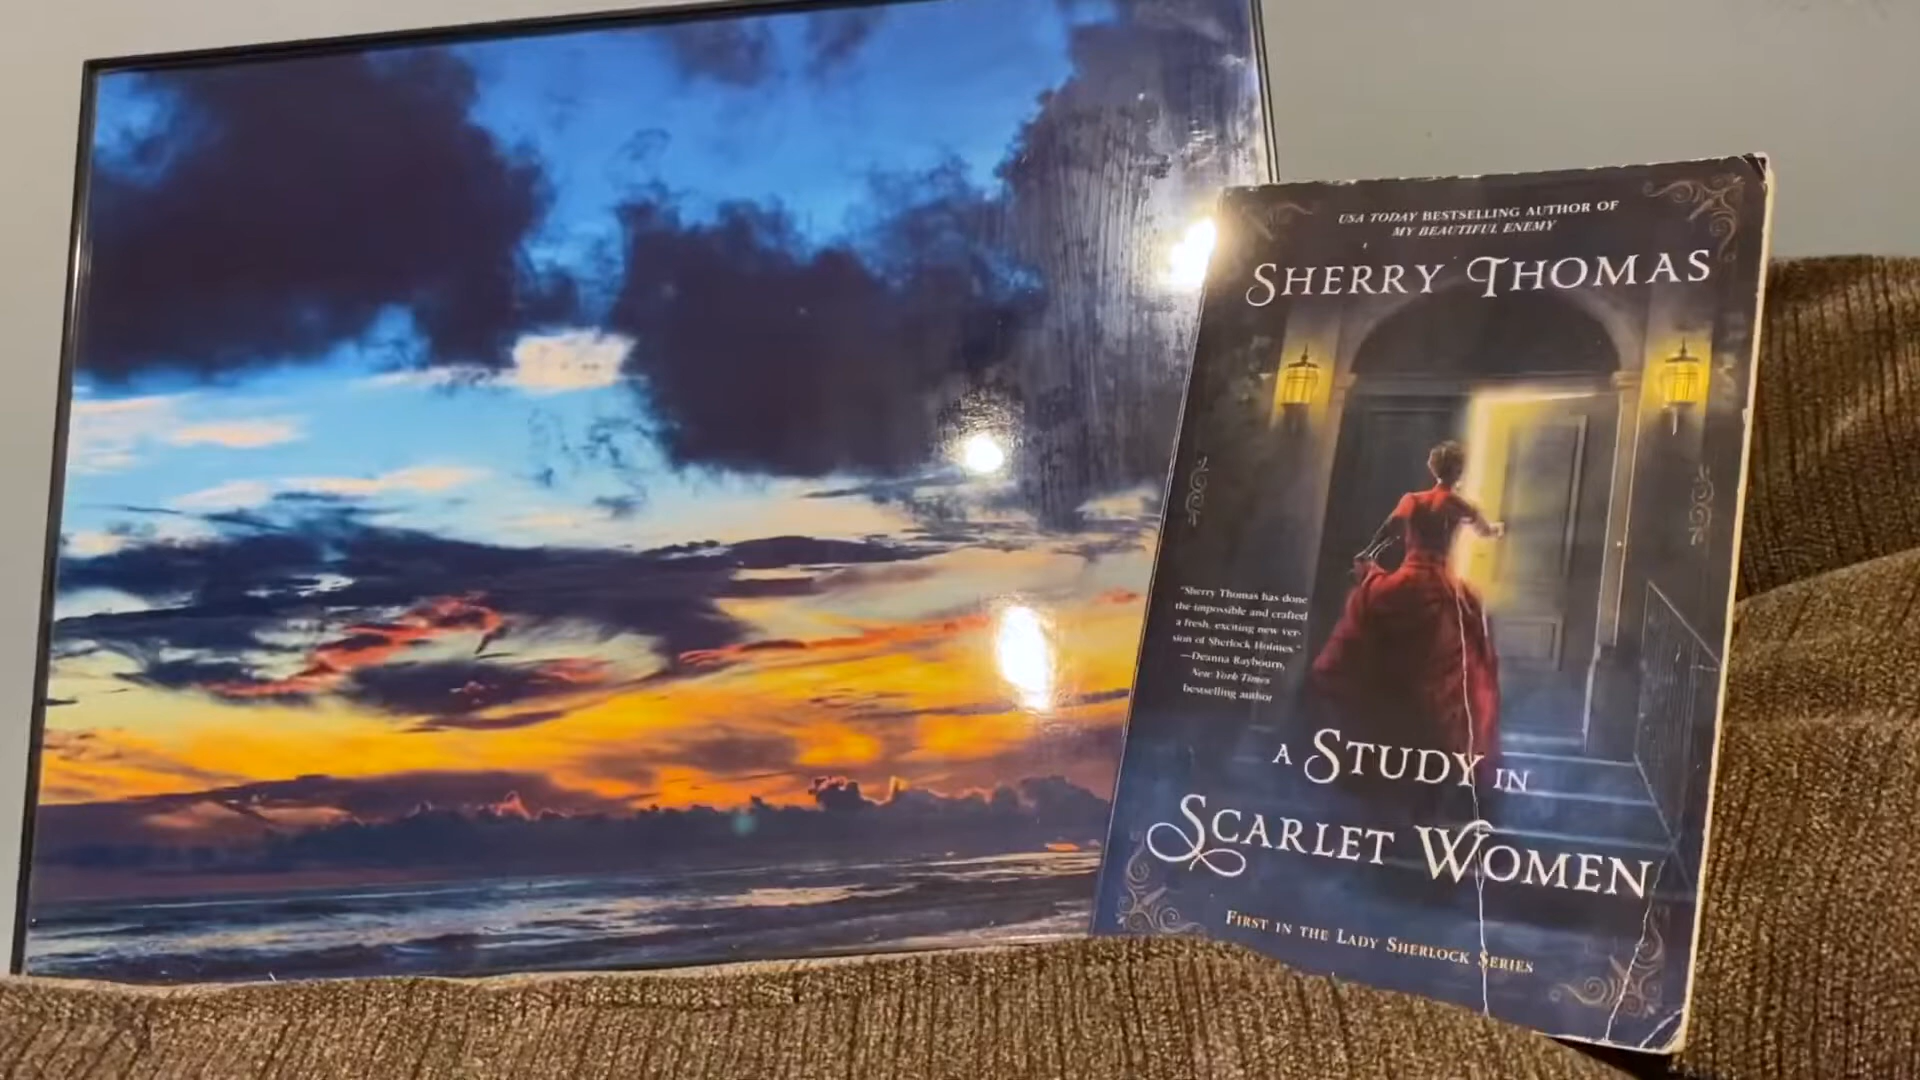 USA TODAY BESTSELLING AUTHOR OF
MY BEAUTIFUL ENEMY
SHERRY THOMAS
"Sherry Thomas has done
the impossible and crafted
a fresh, exciting new ver-
sion of Sherlock Holmes."
—Deanna Raybourn,
New York Times
bestselling author
A STUDY IN
SCARLET WOMEN
FIRST IN THE LADY SHERLOCK SERIES